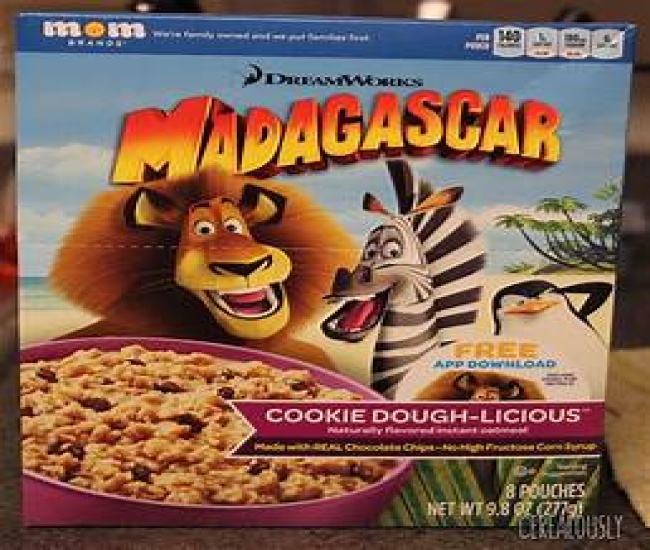 mom
BRANDS
We're family owned and we put families first.
PER
POUCH
140
DREAMWORKS
MADAGASCAR
FREE
APP DOWNLOAD
COOKIE DOUGH-LICIOUS™
Naturally flavored instant oatmeal
Made with REAL Chocolate Chips • No High Fructose Corn Syrup
8 POUCHES
NET WT 9.8 OZ (277g)
CEREALOUSLY